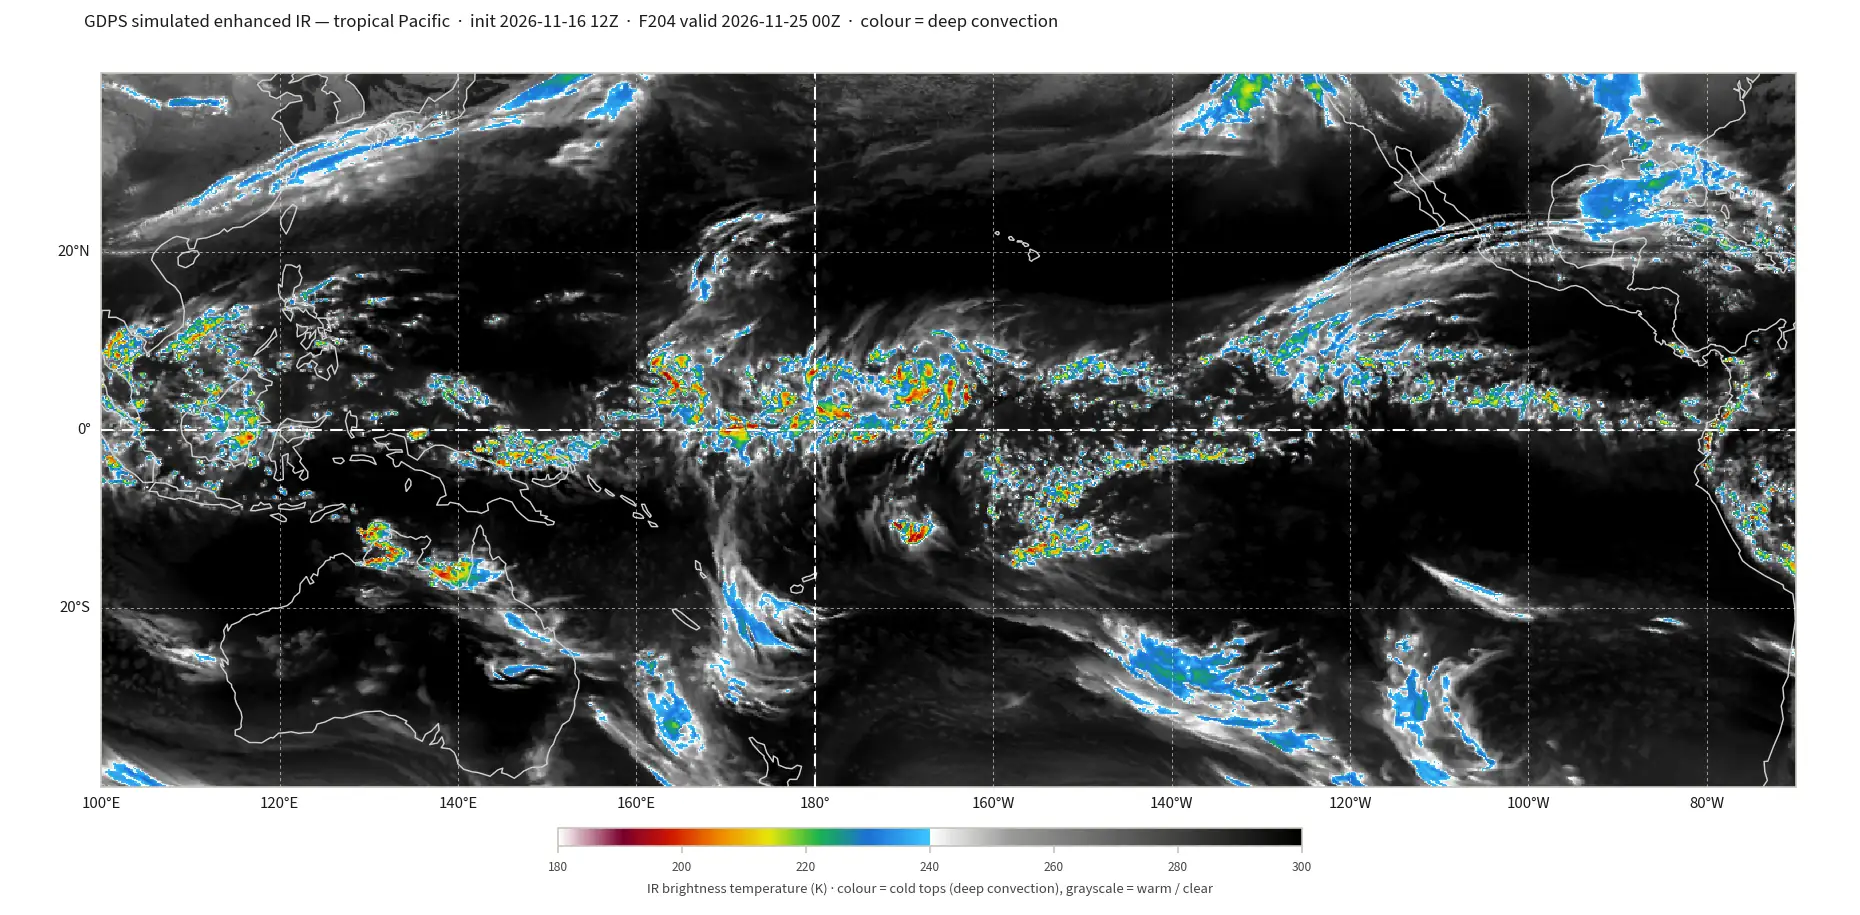 GDPS simulated enhanced IR — tropical Pacific · init 2026-11-16 12Z · F204 valid 2026-11-25 00Z · colour = deep convection
20°N
0°
20°S
100°E 120°E 140°E 160°E 180° 160°W 140°W 120°W 100°W 80°W
180 200 220 240 260 280 300
IR brightness temperature (K) · colour = cold tops (deep convection), grayscale = warm / clear